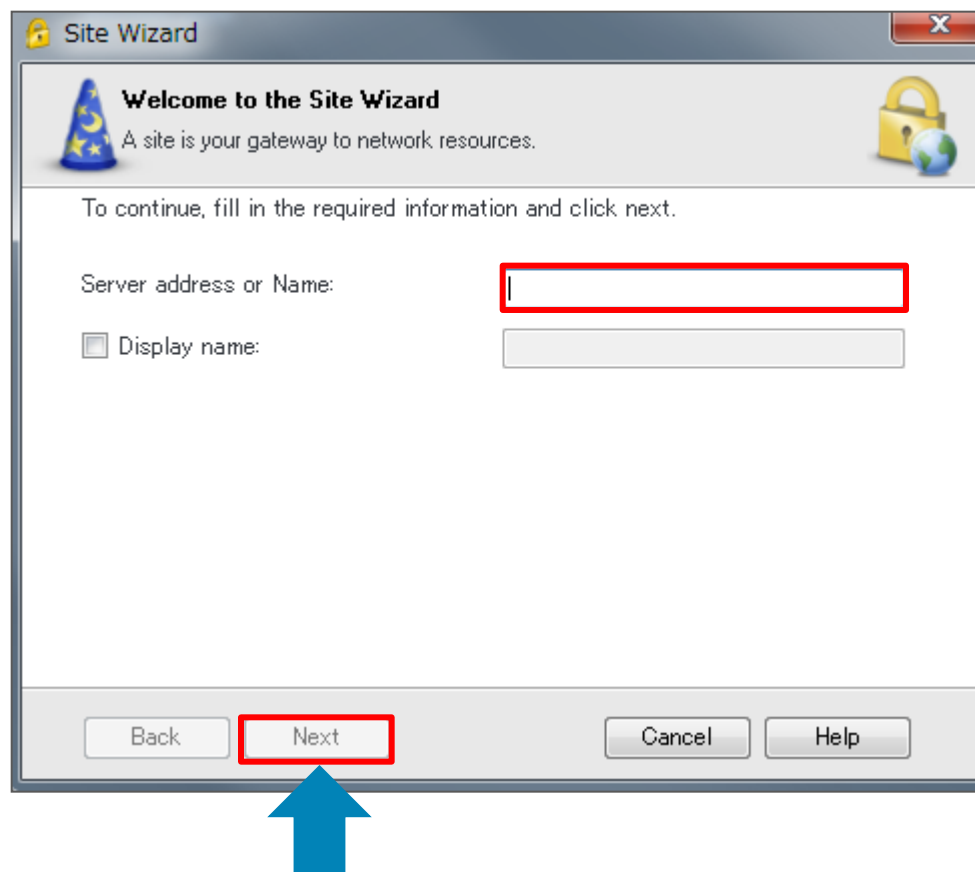 Site Wizard
Welcome to the Site Wizard
A site is your gateway to network resources.
To continue, fill in the required information and click next.
Server address or Name:
Display name:
Back Next Cancel Help